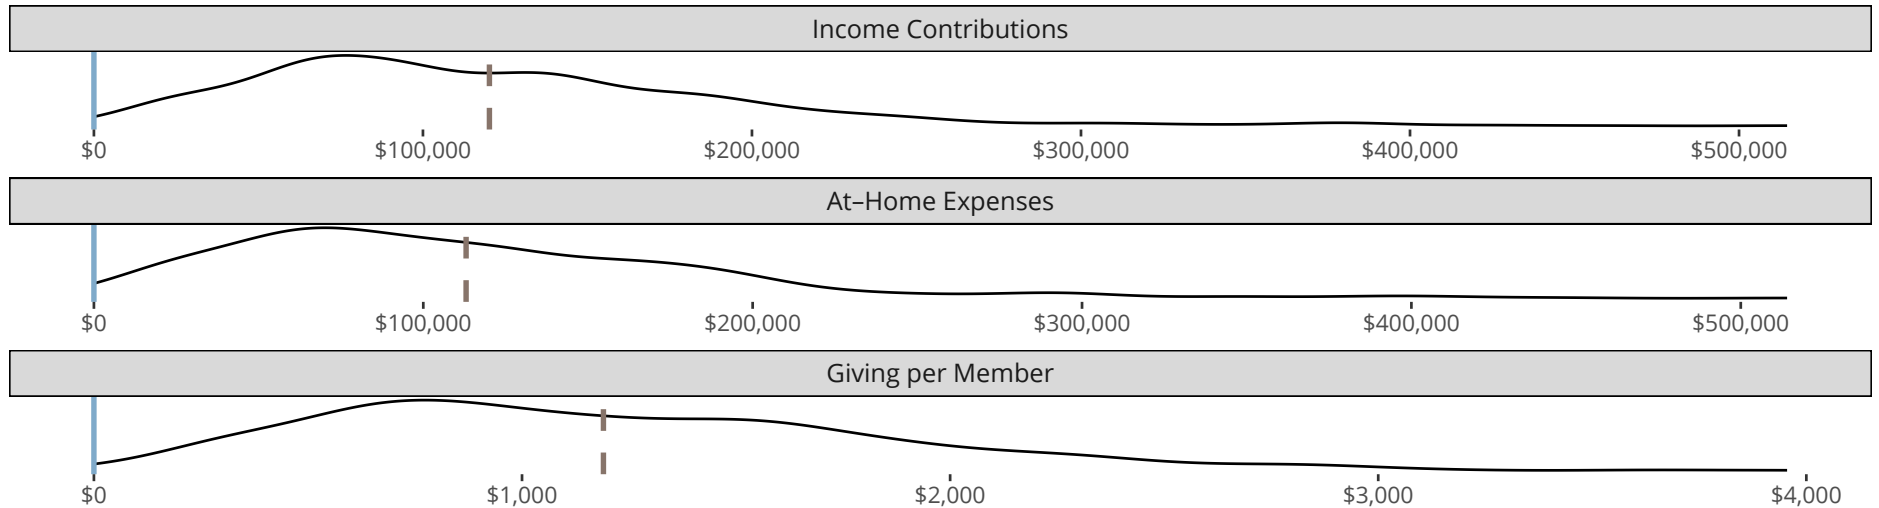 Income Contributions
$0 $100,000 $200,000 $300,000 $400,000 $500,000
At–Home Expenses
$0 $100,000 $200,000 $300,000 $400,000 $500,000
Giving per Member
$0 $1,000 $2,000 $3,000 $4,000